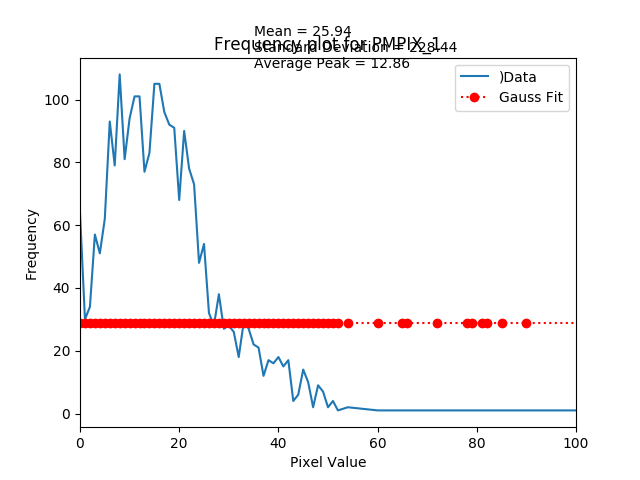 Mean = 25.94
Frequency plot for PMPIX_1
Standard Deviation = 228.44
Average Peak = 12.86
)Data
Gauss Fit
Frequency
100
80
60
40
20
0
0 20 40 60 80 100
Pixel Value